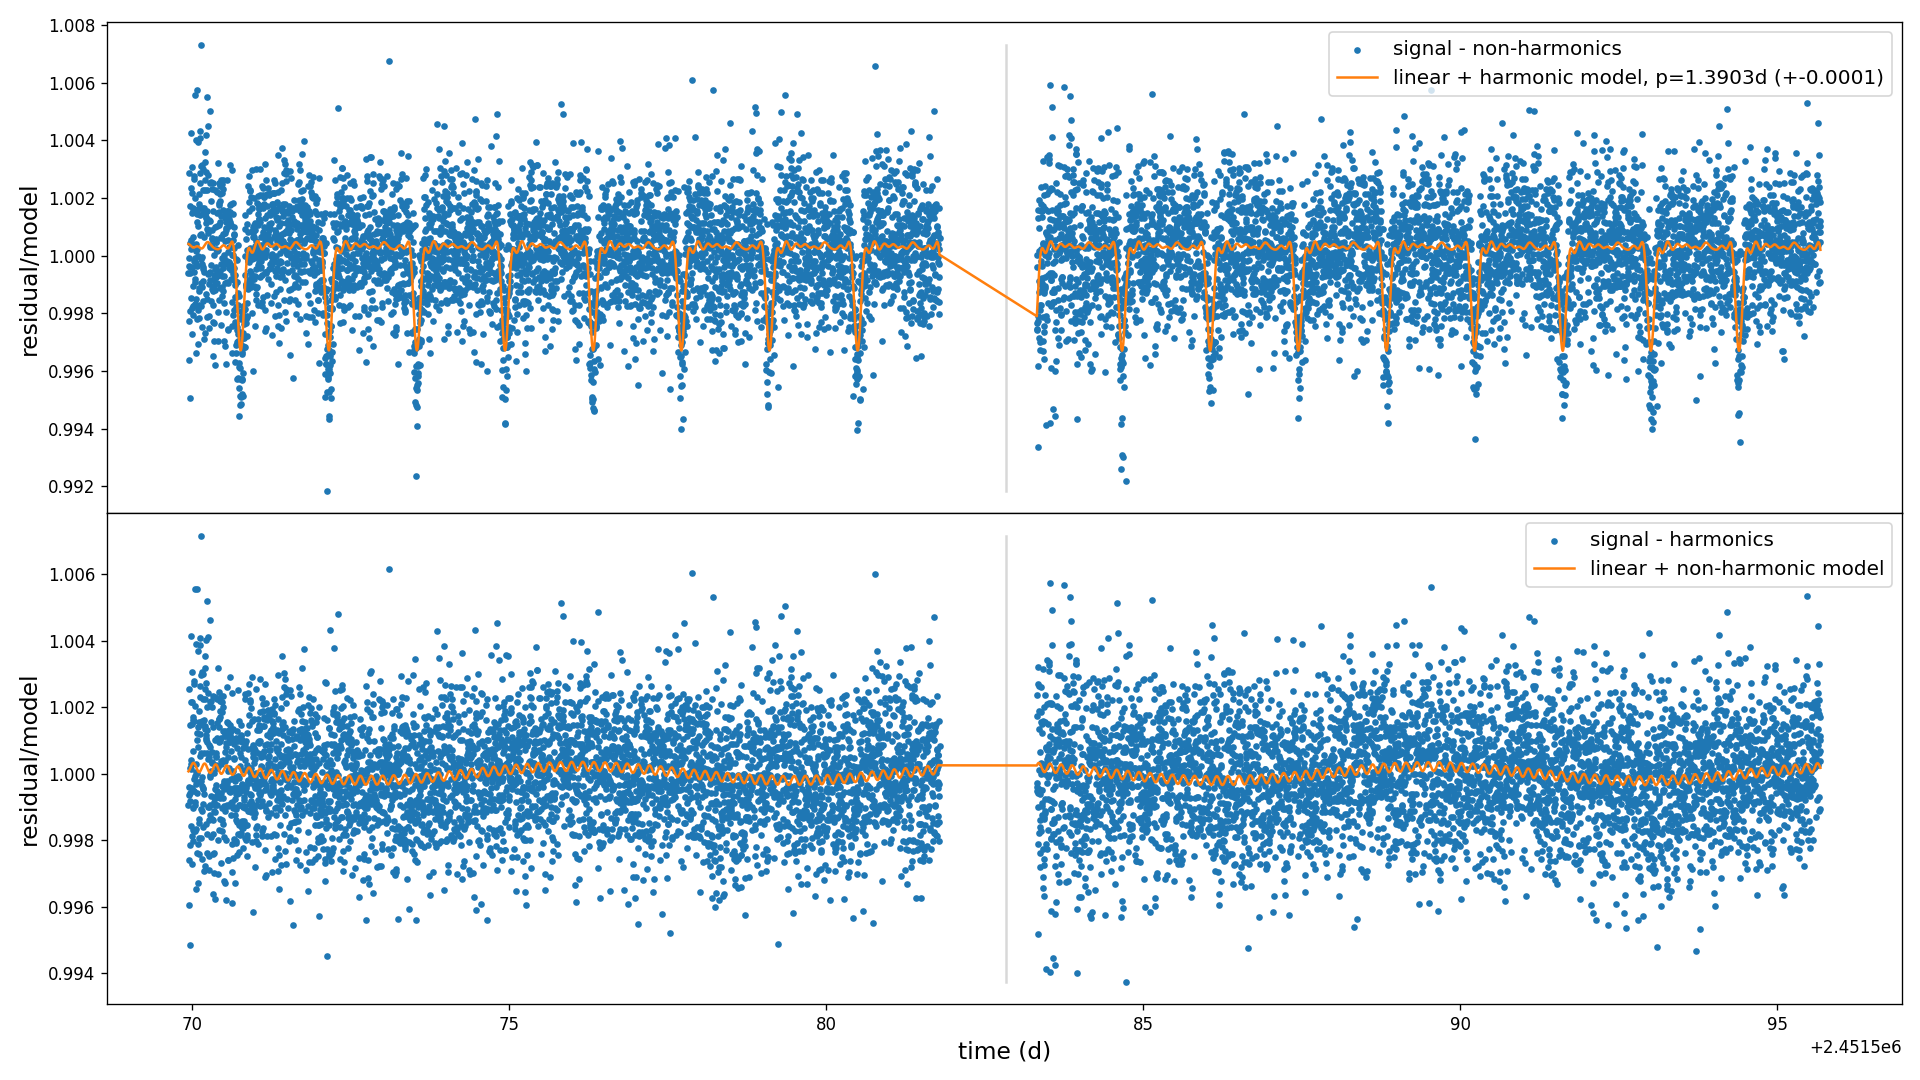 1.008
1.006
1.004
1.002
1.000
0.998
0.996
0.994
0.992
residual/model
signal - non-harmonics
linear + harmonic model, p=1.3903d (+-0.0001)
1.006
1.004
1.002
1.000
0.998
0.996
0.994
residual/model
signal - harmonics
linear + non-harmonic model
70 75 80 85 90 95
time (d)
+2.4515e6